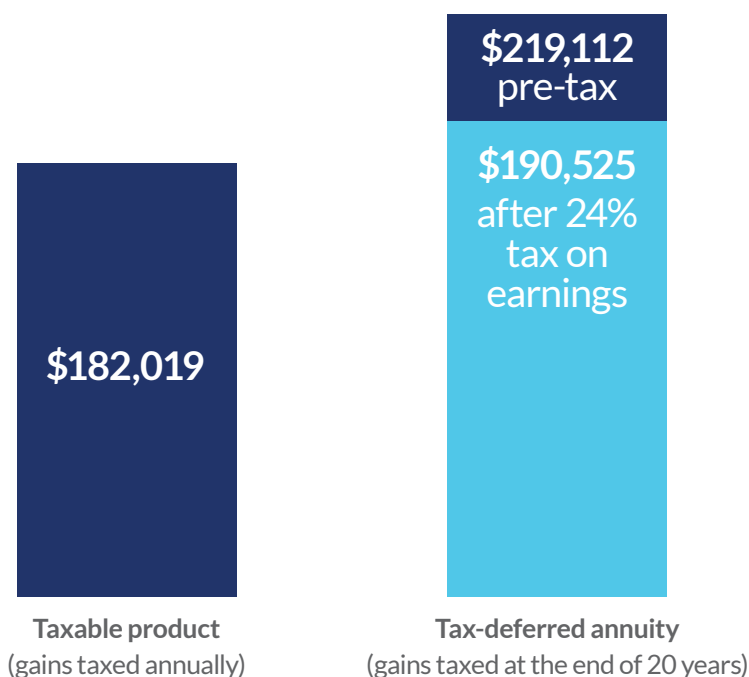 $219,112
pre-tax
$190,525
after 24%
tax on
earnings
$182,019
Taxable product
(gains taxed annually)
Tax-deferred annuity
(gains taxed at the end of 20 years)